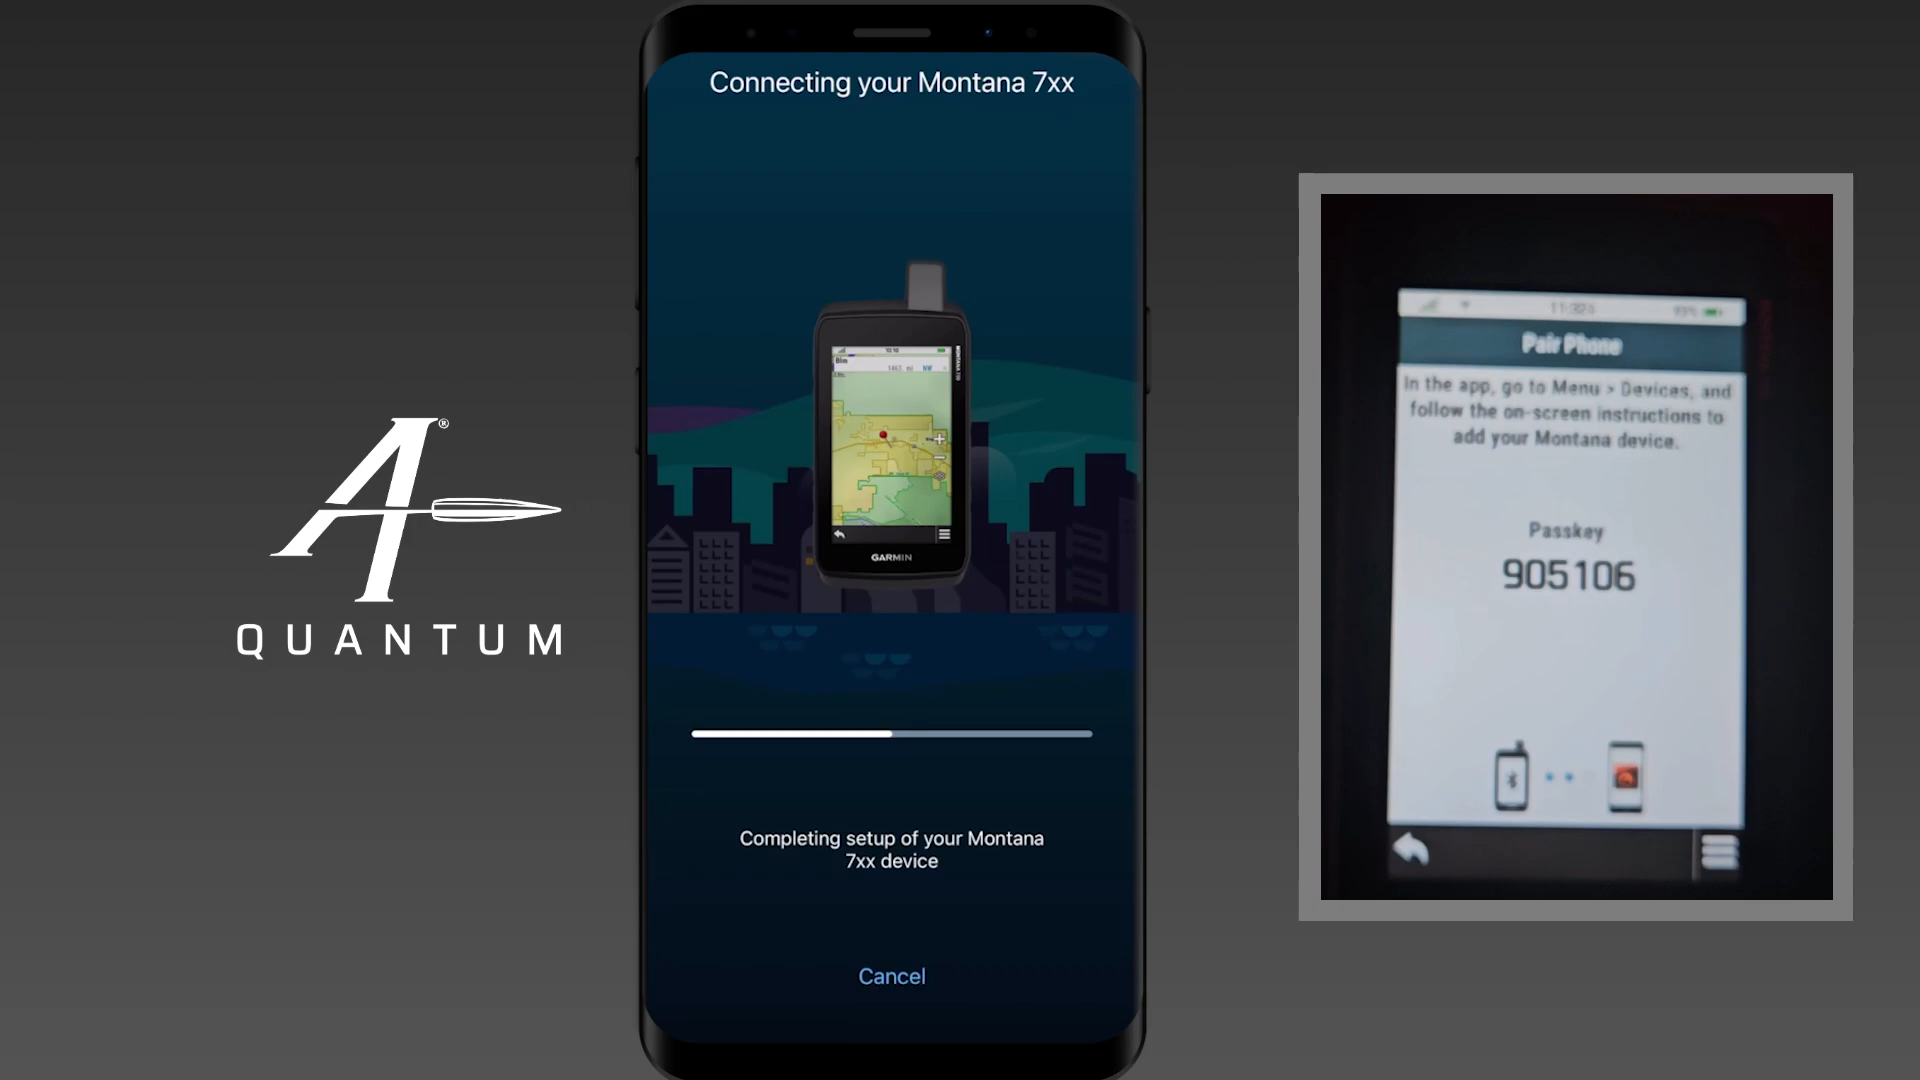 Connecting your Montana 7xx
GARMIN
Completing setup of your Montana
7xx device
Cancel
A®
QUANTUM
Pair Phone
In the app, go to Menu > Devices, and
follow the on-screen instructions to
add your Montana device.
Passkey
905106